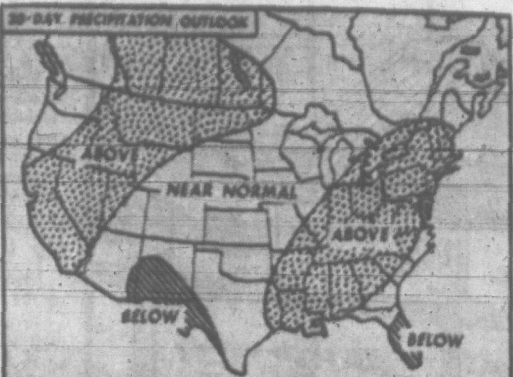 30-DAY PRECIPITATION OUTLOOK
ABOVE
NEAR NORMAL
ABOVE
BELOW
BELOW